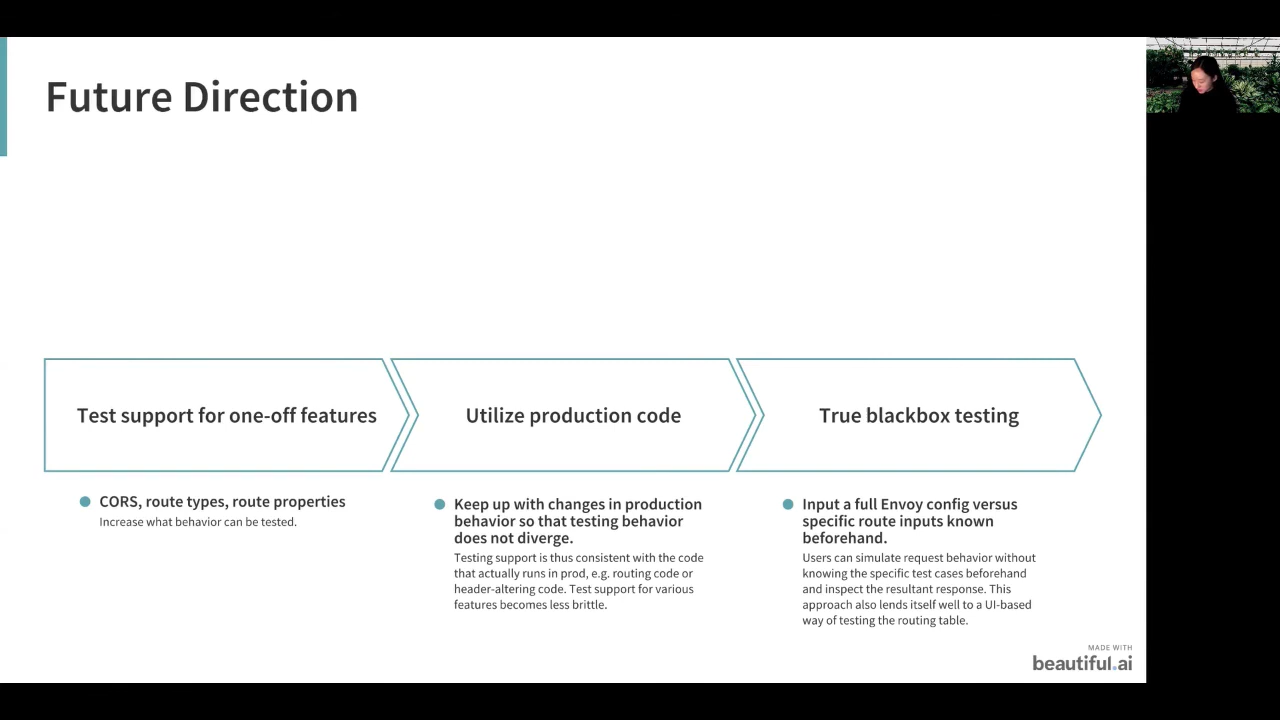 Future Direction
Test support for one-off features
Utilize production code
True blackbox testing
CORS, route types, route properties
Increase what behavior can be tested.
Keep up with changes in production
behavior so that testing behavior
does not diverge.
Testing support is thus consistent with the code
that actually runs in prod, e.g. routing code or
header-altering code. Test support for various
features becomes less brittle.
Input a full Envoy config versus
specific route inputs known
beforehand.
Users can simulate request behavior without
knowing the specific test cases beforehand
and inspect the resultant response. This
approach also lends itself well to a UI-based
way of testing the routing table.
MADE WITH
beautiful.ai